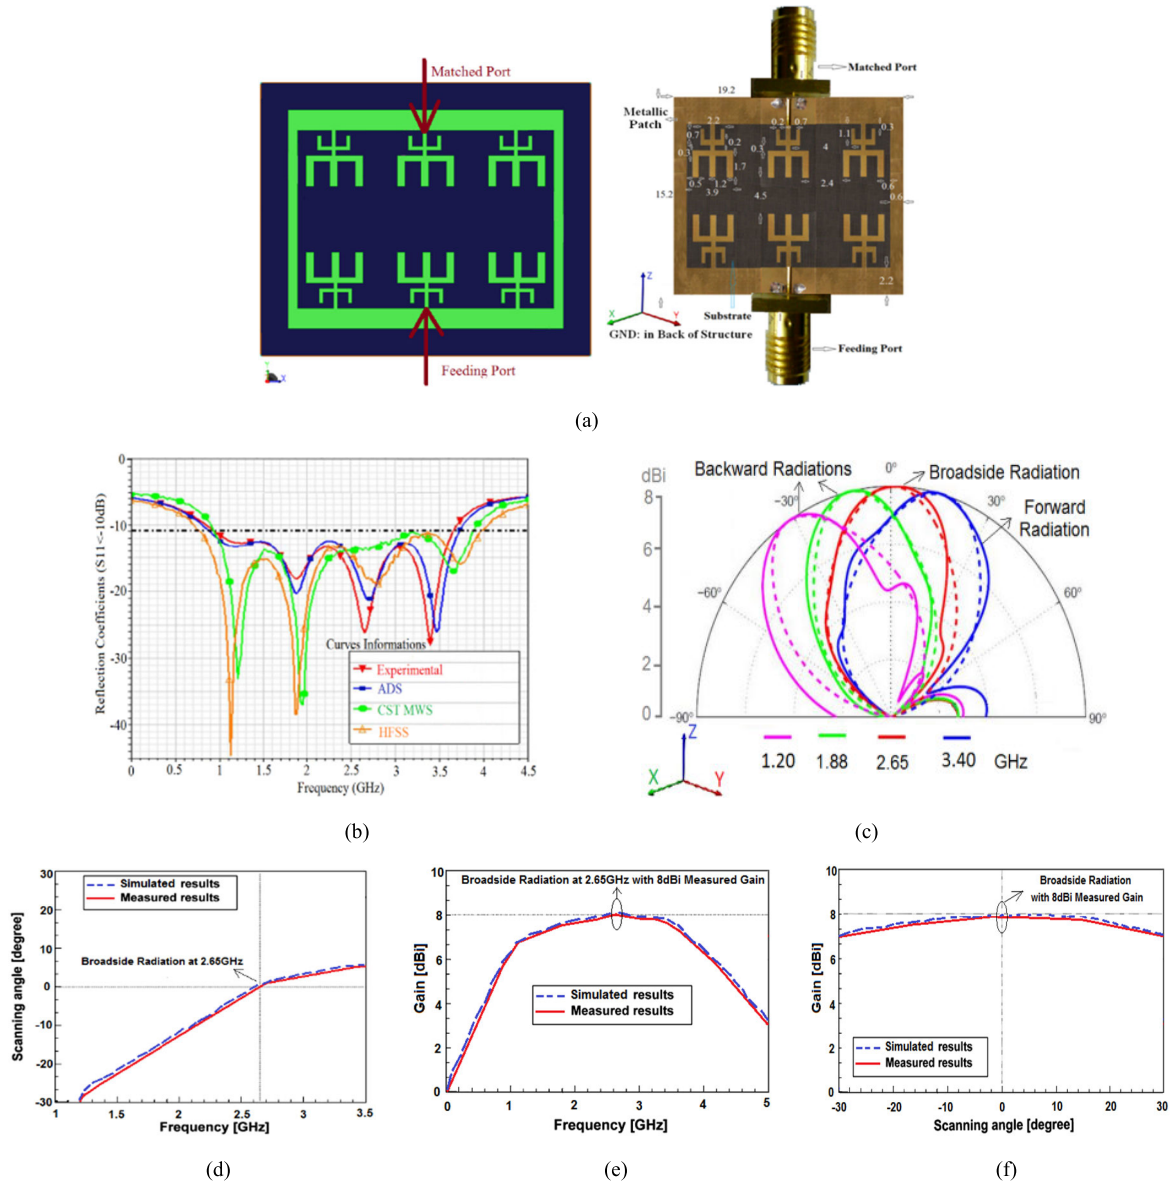 Matched Port
Feeding Port
X
Matched Port
19.2
Metallic
Patch
2.2
0.2
0.7
0.3
0.7
1.1
0.2
0.3
4
0.3
1.7
0.5
1.2
2.4
0.6
15.2
3.9
4.5
0.6
2.2
Z
X
Y
Substrate
GND: in Back of Structure
Feeding Port
(a)
Reflection Coefficients (S11<-10dB)
0
-10
-20
-30
-40
Curves Informations
Experimental
ADS
CST MWS
HFSS
0 0.5 1 1.5 2 2.5 3 3.5 4 4.5
Frequency (GHz)
(b)
dBi
8
6
4
2
0
Backward Radiations
0°
Broadside Radiation
−30°
30°
Forward
Radiation
−60°
60°
−90°
90°
1.20 1.88 2.65 3.40 GHz
Z
X
Y
(c)
Scanning angle [degree]
30
20
10
0
-10
-20
-30
Simulated results
Measured results
Broadside Radiation at 2.65GHz
1 1.5 2 2.5 3 3.5
Frequency [GHz]
(d)
Gain [dBi]
10
8
6
4
2
0
Broadside Radiation at 2.65GHz with 8dBi Measured Gain
Simulated results
Measured results
0 1 2 3 4 5
Frequency [GHz]
(e)
Gain [dBi]
10
8
6
4
2
0
Broadside Radiation
with 8dBi Measured Gain
Simulated results
Measured results
-30 -20 -10 0 10 20 30
Scanning angle [degree]
(f)